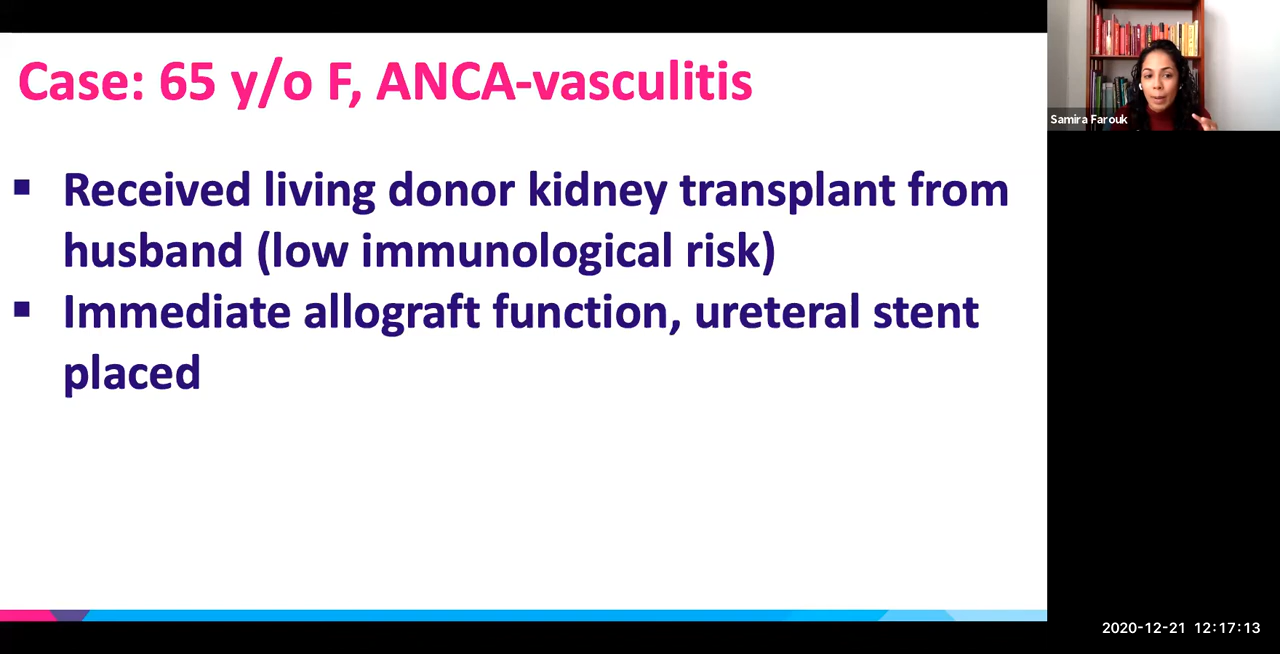 Case: 65 y/o F, ANCA-vasculitis
▪ Received living donor kidney transplant from
husband (low immunological risk)
▪ Immediate allograft function, ureteral stent
placed
Samira Farouk
2020-12-21 12:17:13